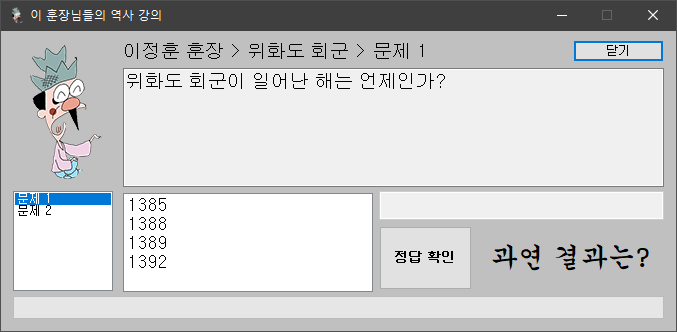 이 훈장님들의 역사 강의
이정훈 훈장 > 위화도 회군 > 문제 1
닫기
위화도 회군이 일어난 해는 언제인가?
문제 1
문제 2
1385
1388
1389
1392
정답 확인
과연 결과는?